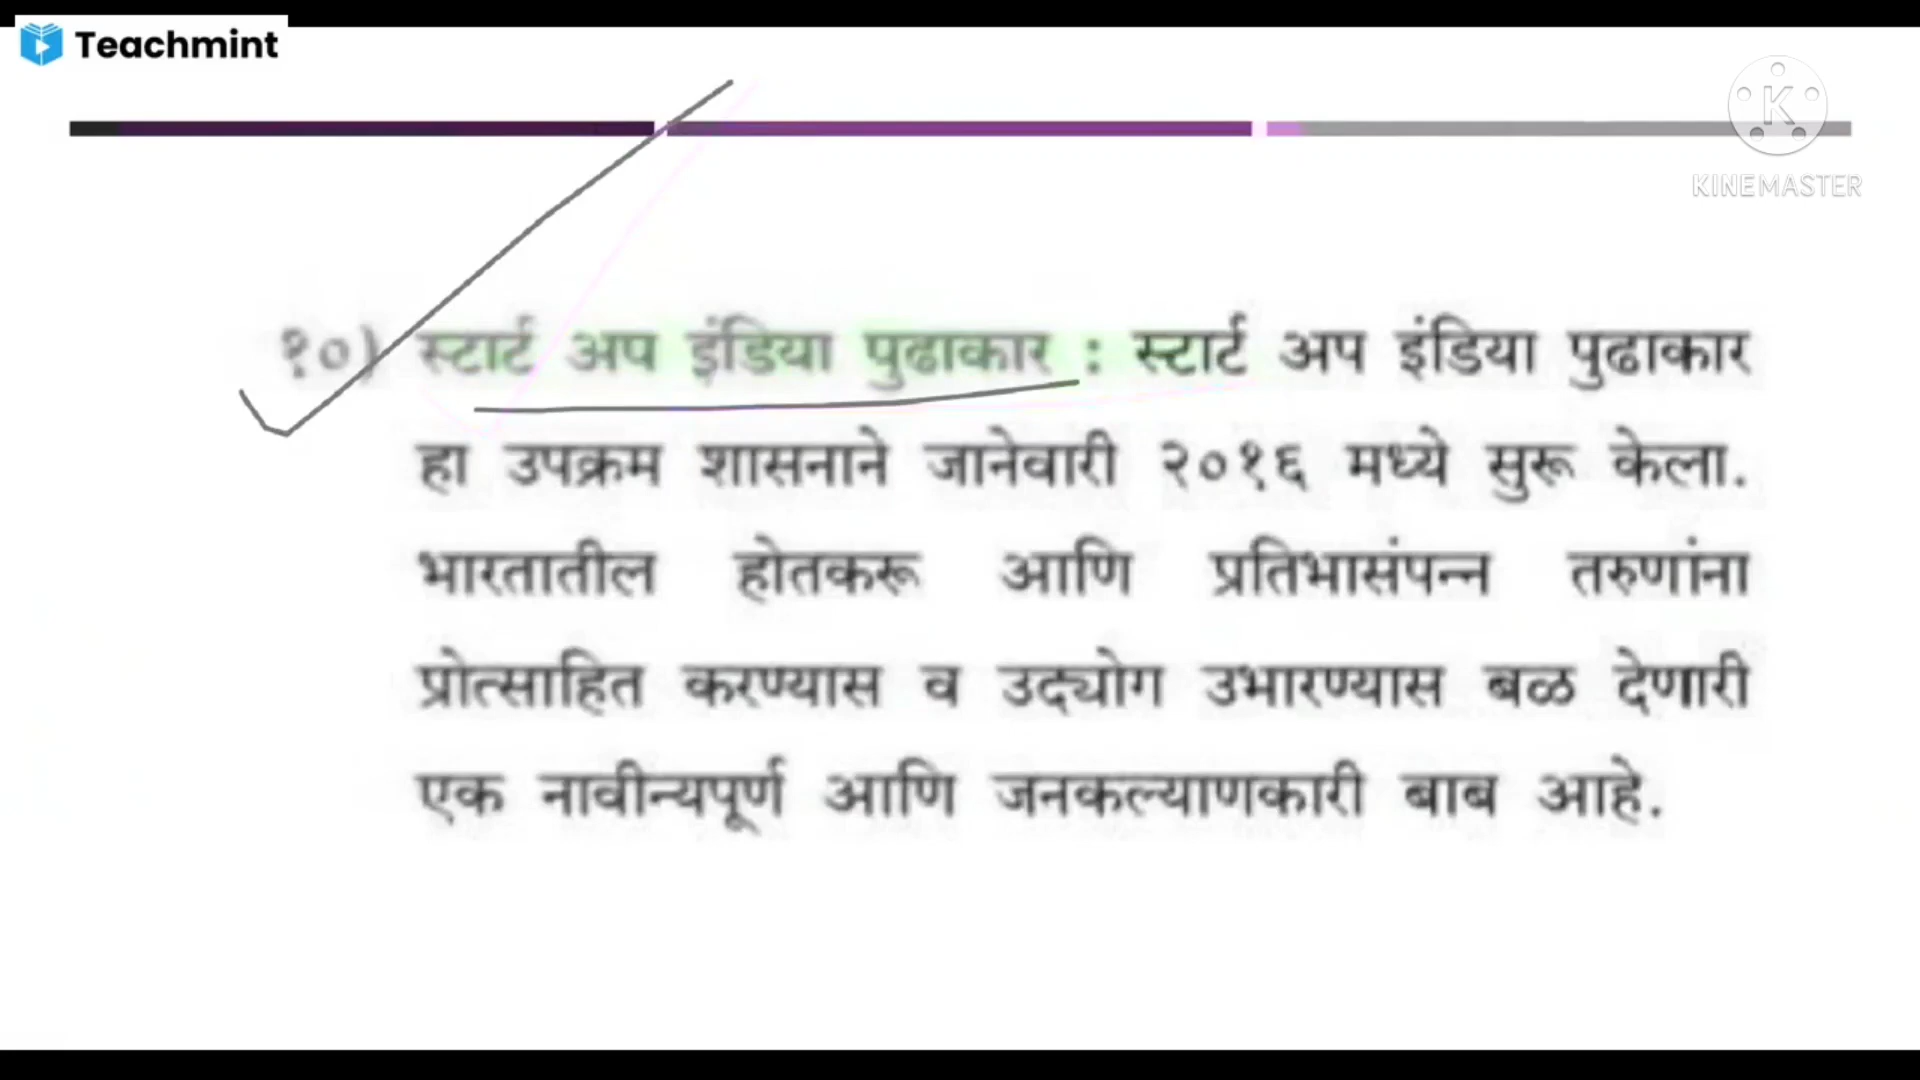 Teachmint
KINEMASTER
१०) स्टार्ट अप इंडिया पुढाकार : स्टार्ट अप इंडिया पुढाकार
हा उपक्रम शासनाने जानेवारी २०१६ मध्ये सुरू केला.
भारतातील होतकरू आणि प्रतिभासंपन्न तरुणांना
प्रोत्साहित करण्यास व उद्योग उभारण्यास बळ देणारी
एक नावीन्यपूर्ण आणि जनकल्याणकारी बाब आहे.